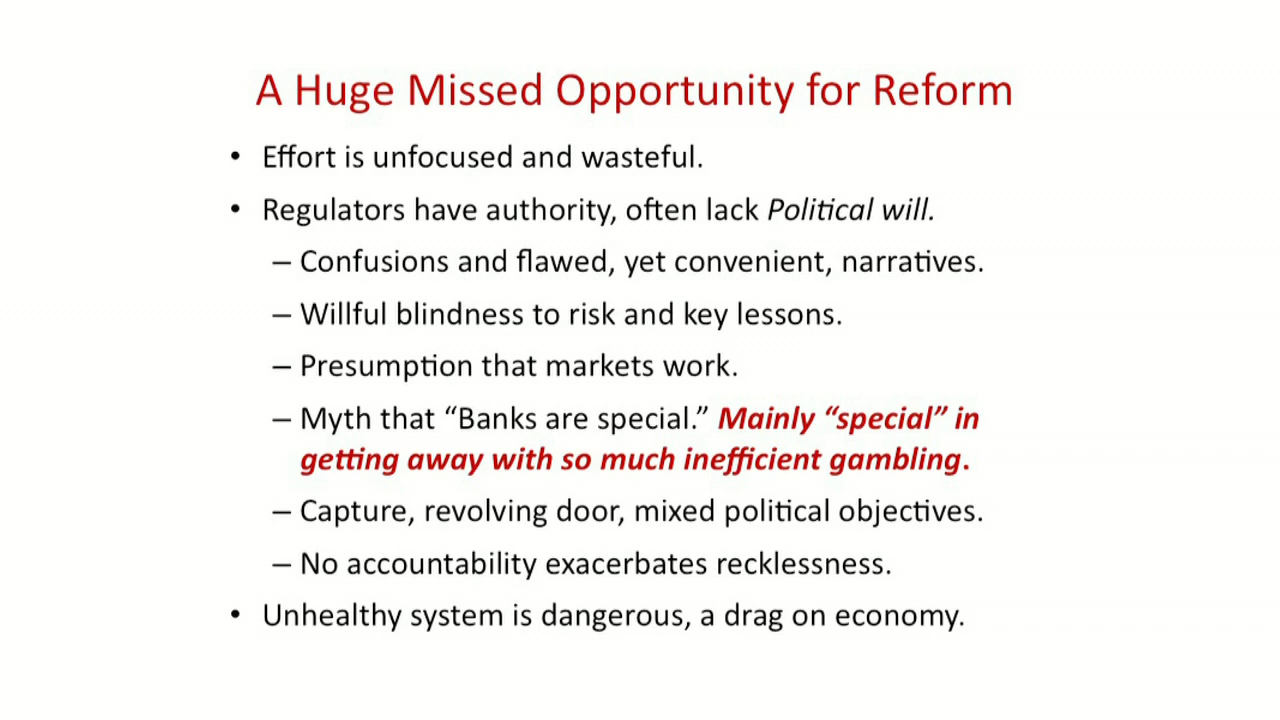 A Huge Missed Opportunity for Reform
• Effort is unfocused and wasteful.
• Regulators have authority, often lack Political will.
– Confusions and flawed, yet convenient, narratives.
– Willful blindness to risk and key lessons.
– Presumption that markets work.
– Myth that “Banks are special.” Mainly “special” in
getting away with so much inefficient gambling.
– Capture, revolving door, mixed political objectives.
– No accountability exacerbates recklessness.
• Unhealthy system is dangerous, a drag on economy.